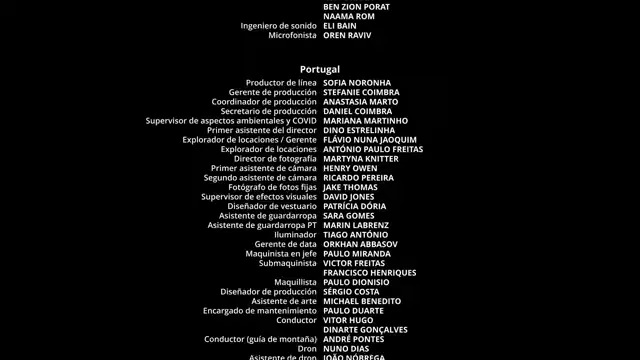 BEN ZION PORAT
NAAMA ROM
Ingeniero de sonido ELI BAIN
Microfonista OREN RAVIV
Portugal
Productor de línea SOFIA NORONHA
Gerente de producción STEFANIE COIMBRA
Coordinador de producción ANASTASIA MARTO
Secretario de producción DANIEL COIMBRA
Supervisor de aspectos ambientales y COVID MARIANA MARTINHO
Primer asistente del director DINO ESTRELINHA
Explorador de locaciones / Gerente FLÁVIO NUNA JAOQUIM
Explorador de locaciones ANTÓNIO PAULO FREITAS
Director de fotografía MARTYNA KNITTER
Primer asistente de cámara HENRY OWEN
Segundo asistente de cámara RICARDO PEREIRA
Fotógrafo de fotos fijas JAKE THOMAS
Supervisor de efectos visuales DAVID JONES
Diseñador de vestuario PATRÍCIA DÓRIA
Asistente de guardarropa SARA GOMES
Asistente de guardarropa PT MARIN LABRENZ
Iluminador TIAGO ANTÓNIO
Gerente de data ORKHAN ABBASOV
Maquinista en jefe PAULO MIRANDA
Submaquinista VICTOR FREITAS
FRANCISCO HENRIQUES
Maquillista PAULO DIONISIO
Diseñador de producción SÉRGIO COSTA
Asistente de arte MICHAEL BENEDITO
Encargado de mantenimiento PAULO DUARTE
Conductor VITOR HUGO
DINARTE GONÇALVES
Conductor (guía de montaña) ANDRÉ PONTES
Dron NUNO DIAS
Asistente de dron JOÃO NÓBREGA